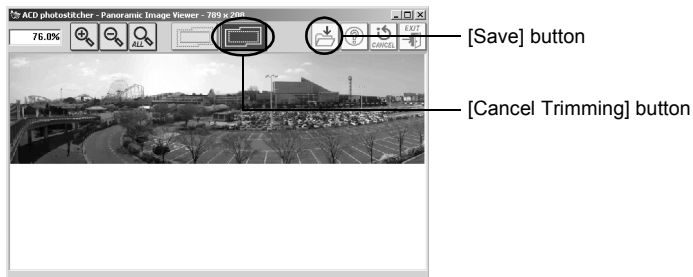 ACD photostitcher - Panoramic Image Viewer - 789 x 208
76.0%
ALL
?
CANCEL
EXIT
[Save] button
[Cancel Trimming] button